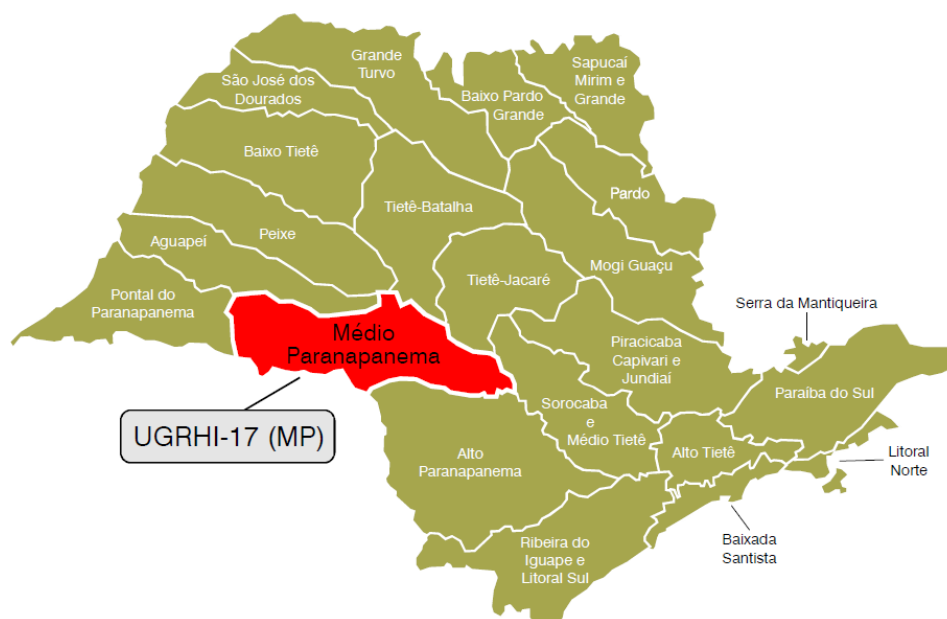 Grande
Turvo
Sapucaí
Mirim e
Grande
São José dos
Dourados
Baixo Pardo
Grande
Baixo Tietê
Pardo
Tietê-Batalha
Peixe
Aguapeí
Mogi Guaçu
Tietê-Jacaré
Pontal do
Paranapanema
Serra da Mantiqueira
Médio
Paranapanema
Piracicaba
Capivari e
Jundiaí
Paraíba do Sul
Sorocaba
e
Médio Tietê
UGRHI-17 (MP)
Alto
Paranapanema
Alto Tietê
Litoral
Norte
Baixada
Santista
Ribeira do
Iguape e
Litoral Sul